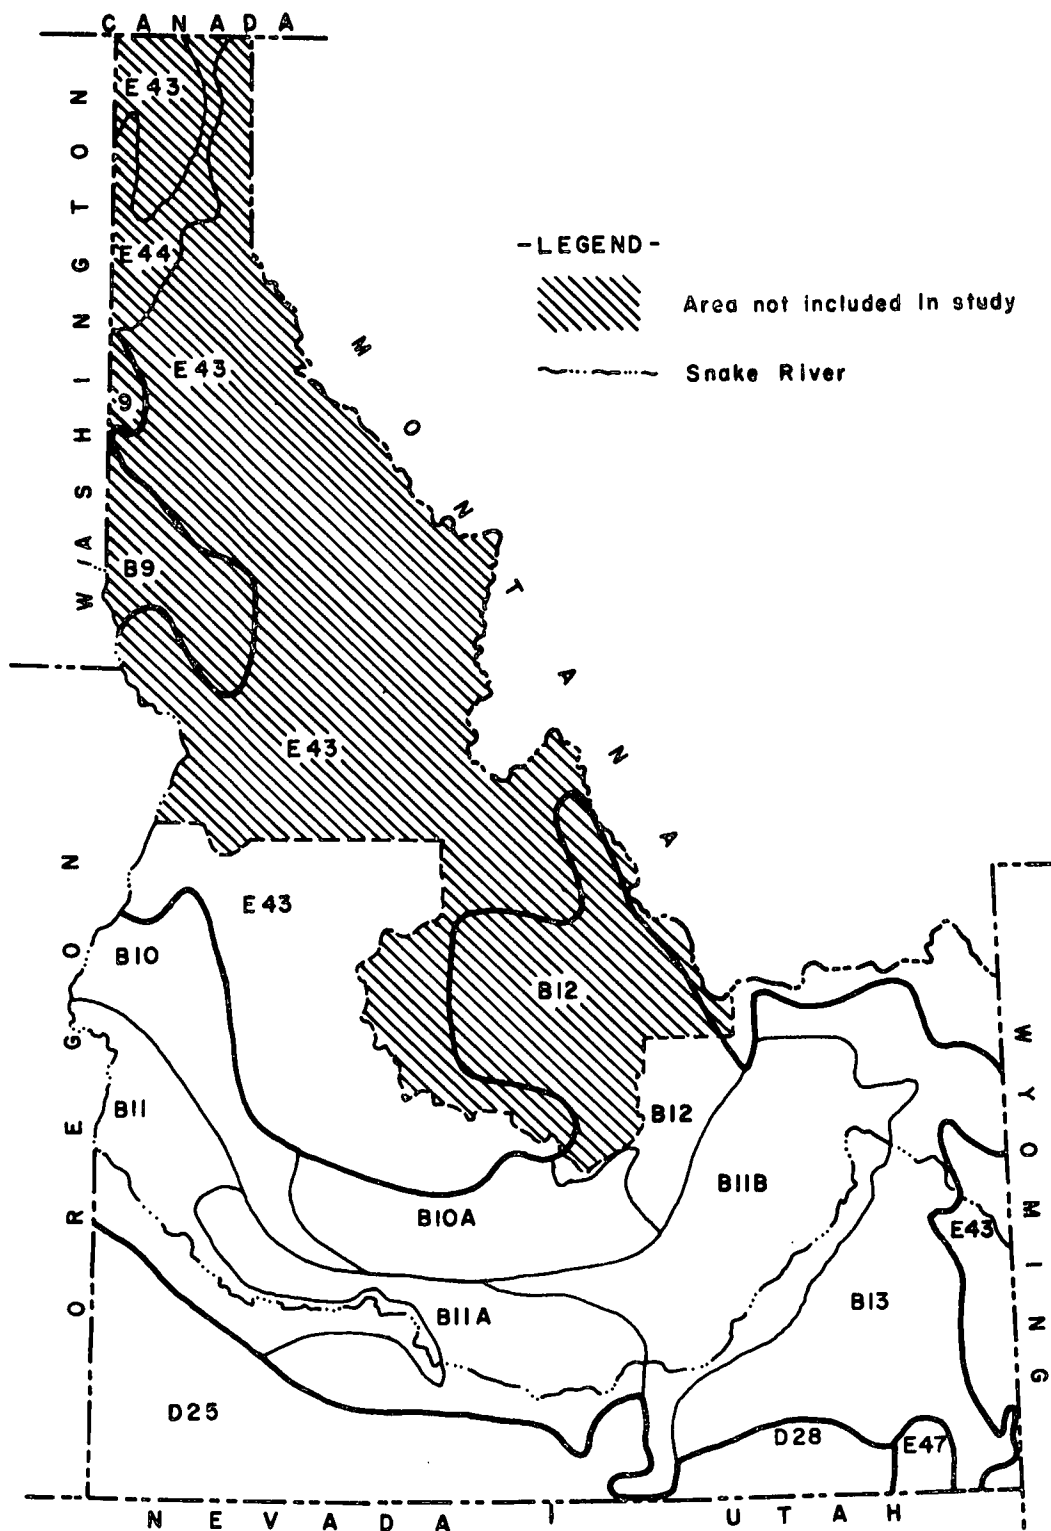 CANADA
E43
WASHINGTON
E44
-LEGEND-
Area not included in study
Snake River
MONTANA
E43
9
B9
E43
OREGON
E43
B10
B12
WYOMING
B11
B12
B11B
B10A
E43
B13
B11A
D25
D28
E47
NEVADA
UTAH